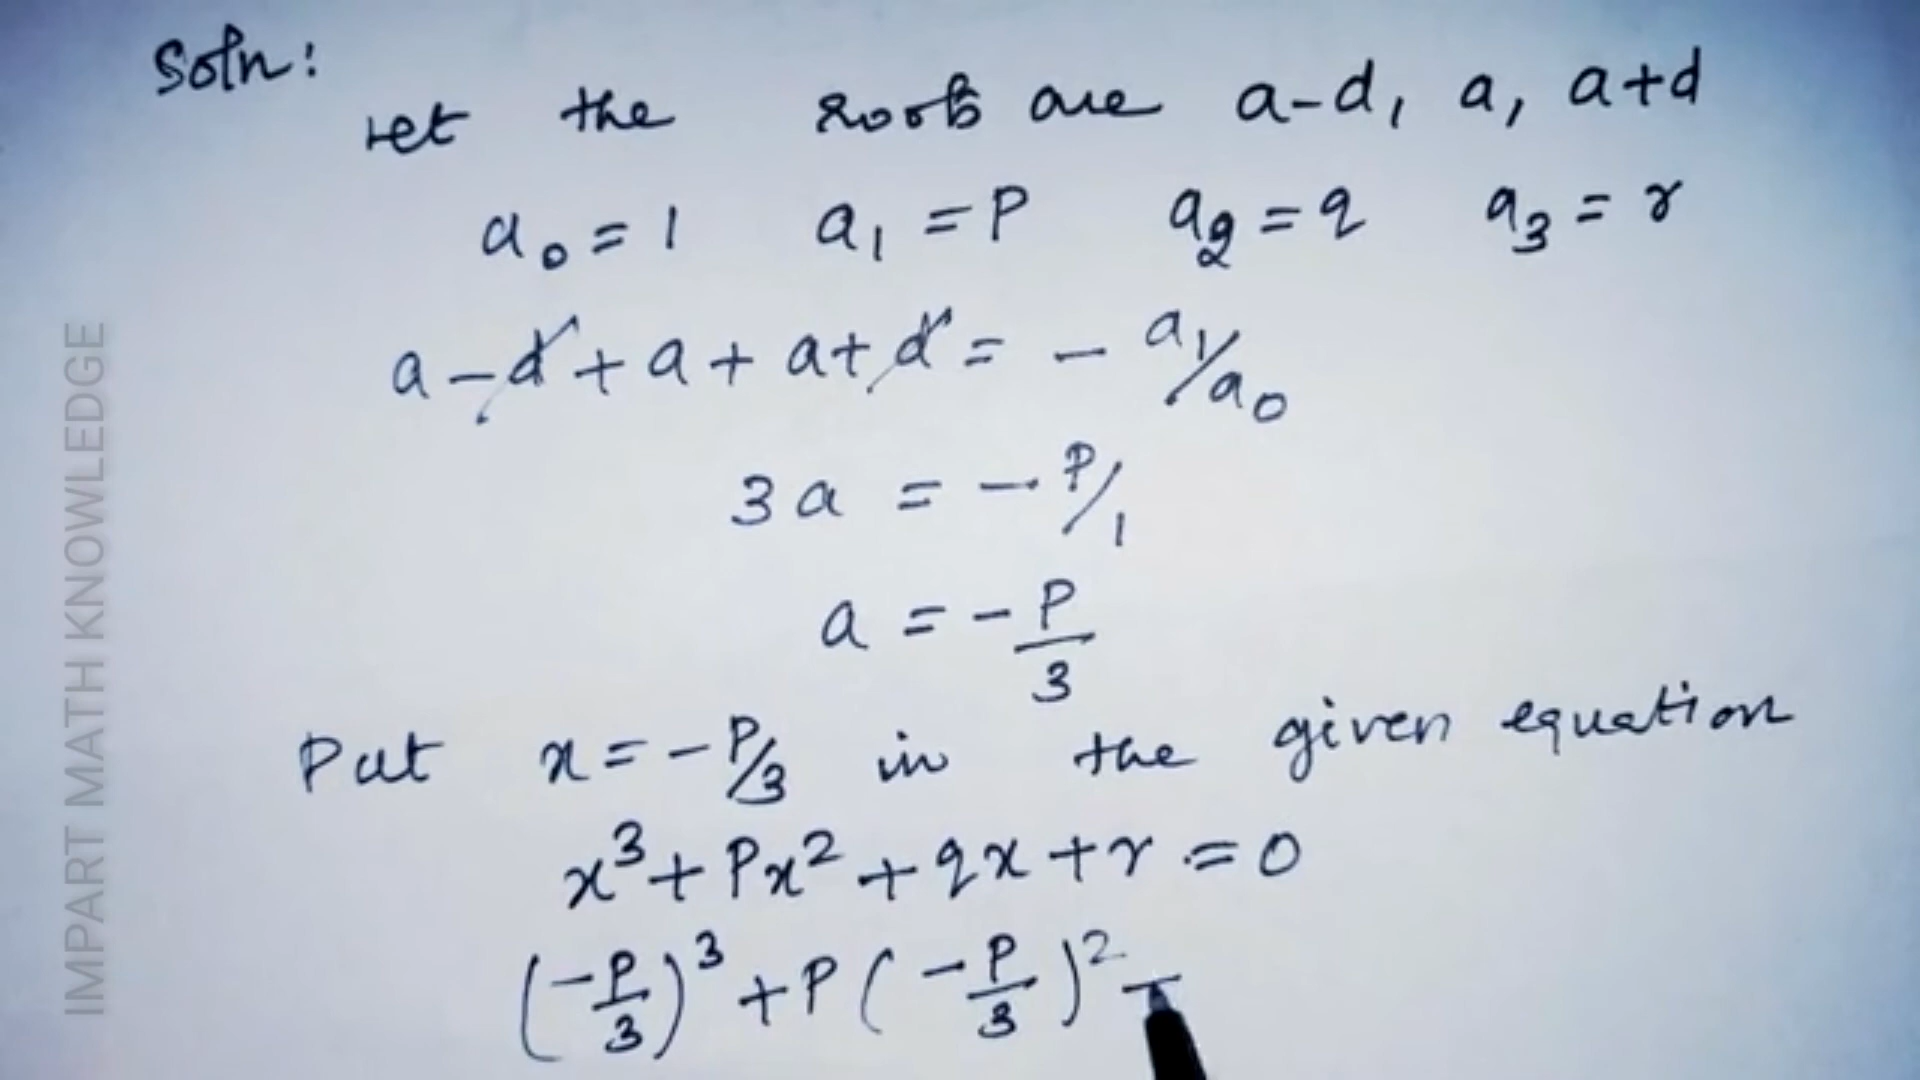 Soln:
Let the roots are a-d, a, a+d
a₀ = 1 a₁ = P a₂ = q a₃ = r
a - d + a + a + d = - a₁/a₀
3a = - P/1
a = - P/3
Put x = - P/3 in the given equation
x³ + Px² + qx + r = 0
(-P/3)³ + P(-P/3)² -
IMPART MATH KNOWLEDGE